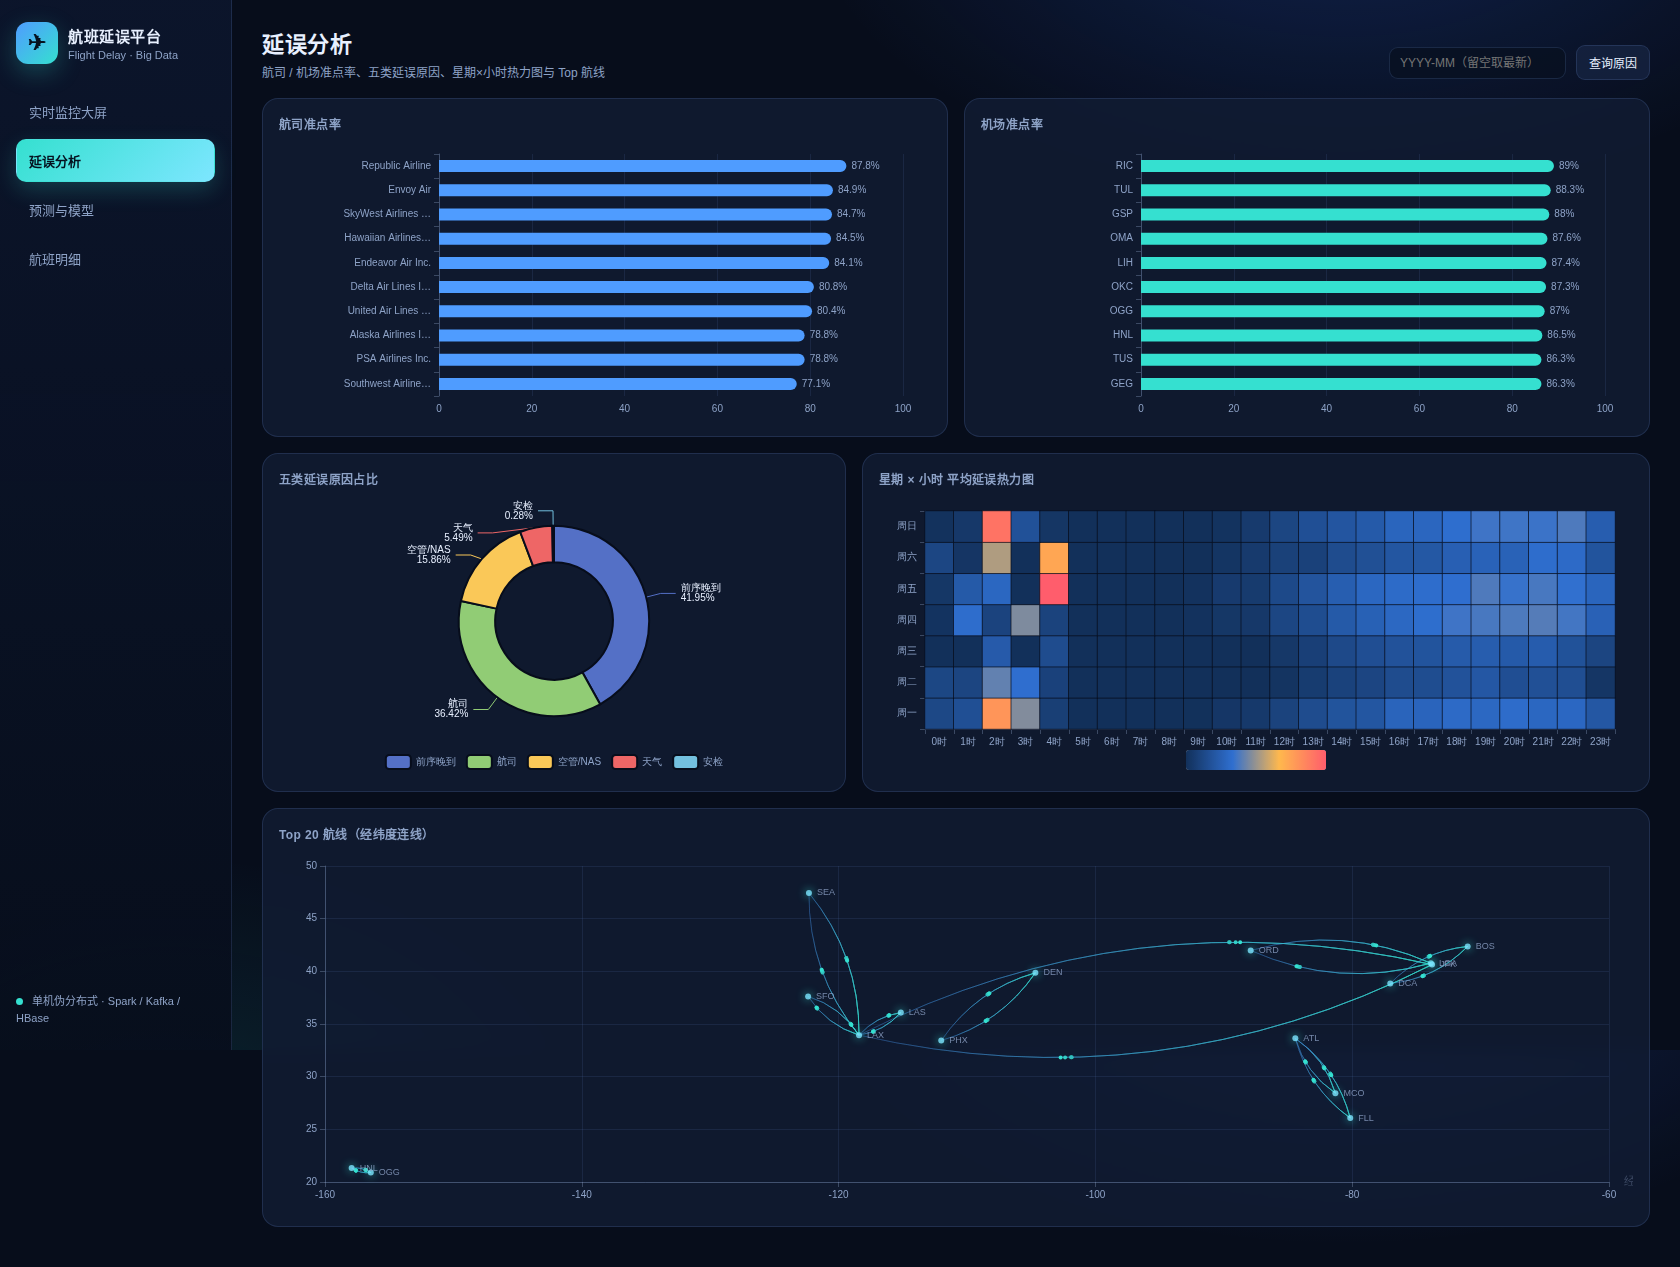 航班延误平台
Flight Delay · Big Data
实时监控大屏
延误分析
预测与模型
航班明细
单机伪分布式 · Spark / Kafka /
HBase
延误分析
航司 / 机场准点率、五类延误原因、星期×小时热力图与 Top 航线
YYYY-MM（留空取最新）
查询原因
航司准点率
Republic Airline 87.8%
Envoy Air 84.9%
SkyWest Airlines … 84.7%
Hawaiian Airlines… 84.5%
Endeavor Air Inc. 84.1%
Delta Air Lines I… 80.8%
United Air Lines … 80.4%
Alaska Airlines I… 78.8%
PSA Airlines Inc. 78.8%
Southwest Airline… 77.1%
0 20 40 60 80 100
机场准点率
RIC 89%
TUL 88.3%
GSP 88%
OMA 87.6%
LIH 87.4%
OKC 87.3%
OGG 87%
HNL 86.5%
TUS 86.3%
GEG 86.3%
0 20 40 60 80 100
五类延误原因占比
安检
0.28%
天气
5.49%
空管/NAS
15.86%
前序晚到
41.95%
航司
36.42%
前序晚到 航司 空管/NAS 天气 安检
星期 × 小时 平均延误热力图
周日
周六
周五
周四
周三
周二
周一
0时 1时 2时 3时 4时 5时 6时 7时 8时 9时 10时 11时 12时 13时 14时 15时 16时 17时 18时 19时 20时 21时 22时 23时
Top 20 航线（经纬度连线）
50
45
40
35
30
25
20
SEA
ORD
BOS
DEN
DCA
SFO
LAS
LAX
PHX
ATL
MCO
FLL
HNL
OGG
-160 -140 -120 -100 -80 -60